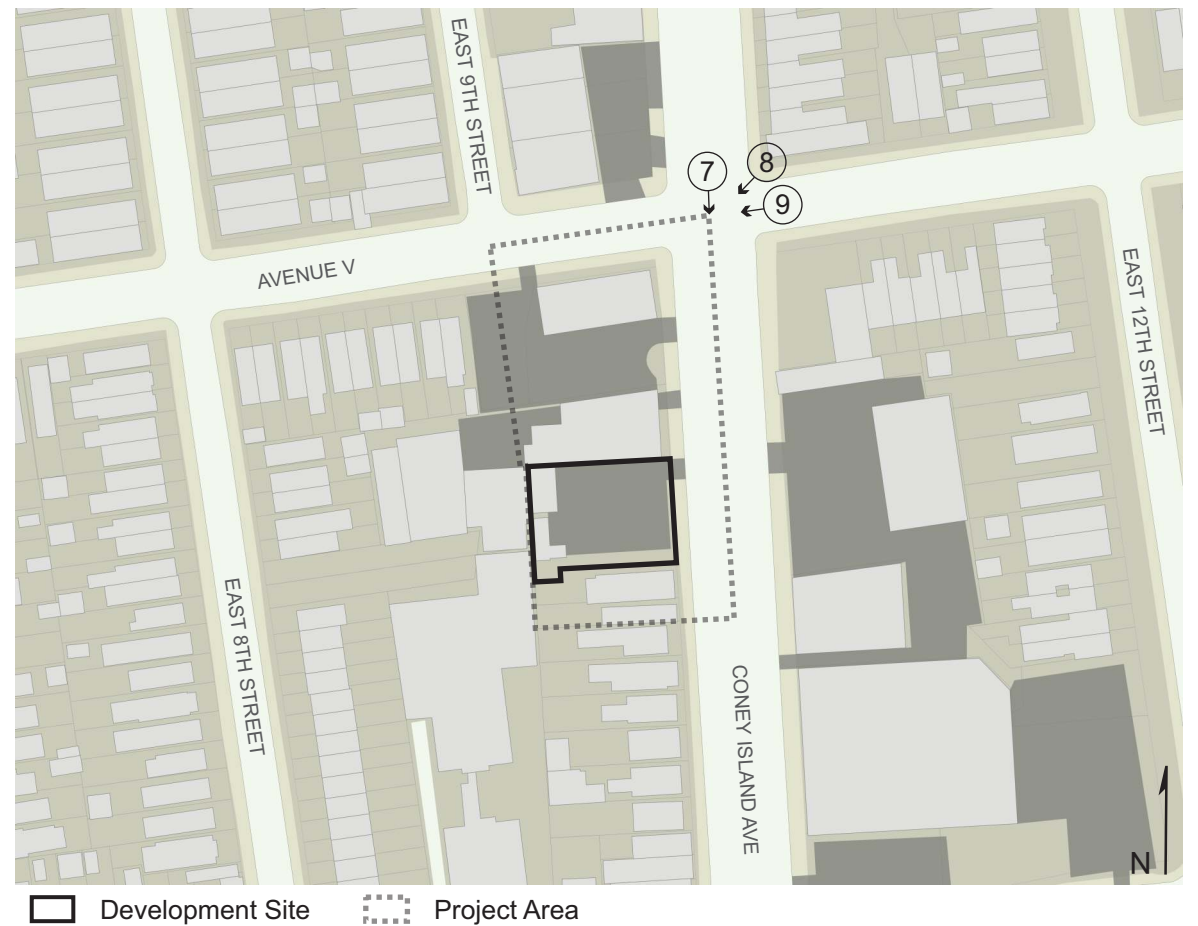 EAST 9TH STREET
7
8
9
AVENUE V
EAST 12TH STREET
EAST 8TH STREET
CONEY ISLAND AVE
N
Development Site
Project Area